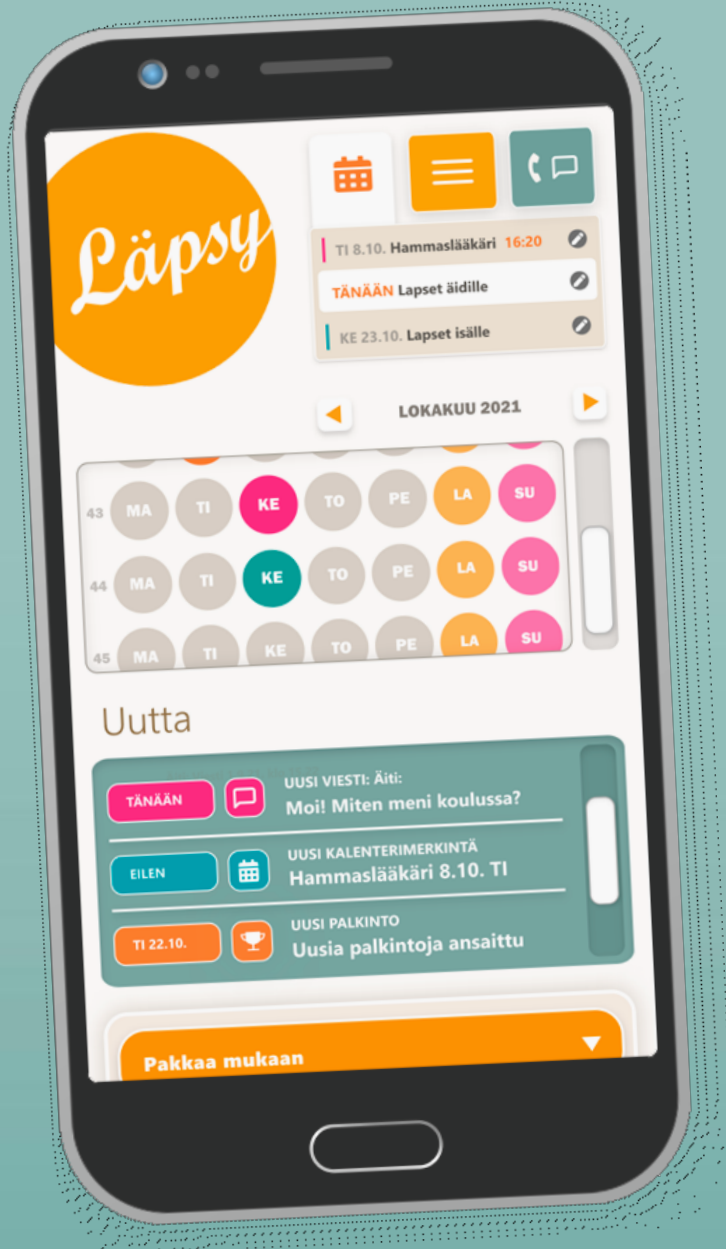 Läpsy
TI 8.10. Hammaslääkäri 16:20
TÄNÄÄN Lapset äidille
KE 23.10. Lapset isälle
LOKAKUU 2021
43 MA TI KE TO PE LA SU
44 MA TI KE TO PE LA SU
45 MA TI KE TO PE LA SU
Uutta
TÄNÄÄN
UUSI VIESTI: Äiti:
Moi! Miten meni koulussa?
EILEN
UUSI KALENTERIMERKINTÄ
Hammaslääkäri 8.10. TI
TI 22.10.
UUSI PALKINTO
Uusia palkintoja ansaittu
Pakkaa mukaan